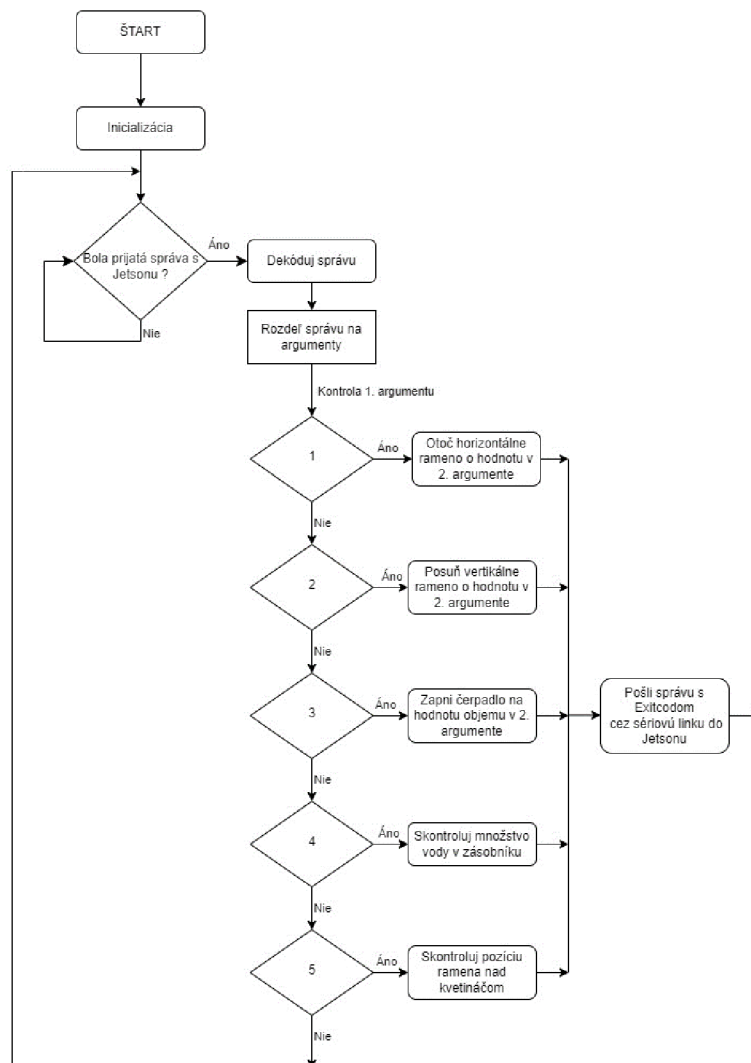 ŠTART
Inicializácia
Bola prijatá správa s
Jetsonu ?
Áno
Nie
Dekóduj správu
Rozdeľ správu na
argumenty
Kontrola 1. argumentu
1
Áno
Otoč horizontálne
rameno o hodnotu v
2. argumente
Nie
2
Áno
Posuň vertikálne
rameno o hodnotu v
2. argumente
Nie
3
Áno
Zapni čerpadlo na
hodnotu objemu v 2.
argumente
Pošli správu s
Exitcodom
cez sériovú linku do
Jetsonu
Nie
4
Áno
Skontroluj množstvo
vody v zásobníku
Nie
5
Áno
Skontroluj pozíciu
ramena nad
kvetináčom
Nie